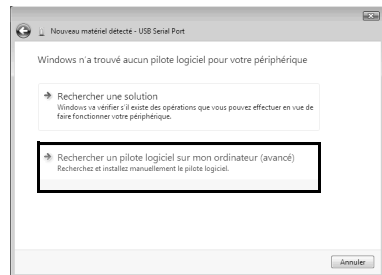 Nouveau matériel détecté - USB Serial Port
Windows n'a trouvé aucun pilote logiciel pour votre périphérique
Rechercher une solution
Windows va vérifier s'il existe des opérations que vous pouvez effectuer en vue de
faire fonctionner votre périphérique.
Rechercher un pilote logiciel sur mon ordinateur (avancé)
Recherchez et installez manuellement le pilote logiciel.
Annuler